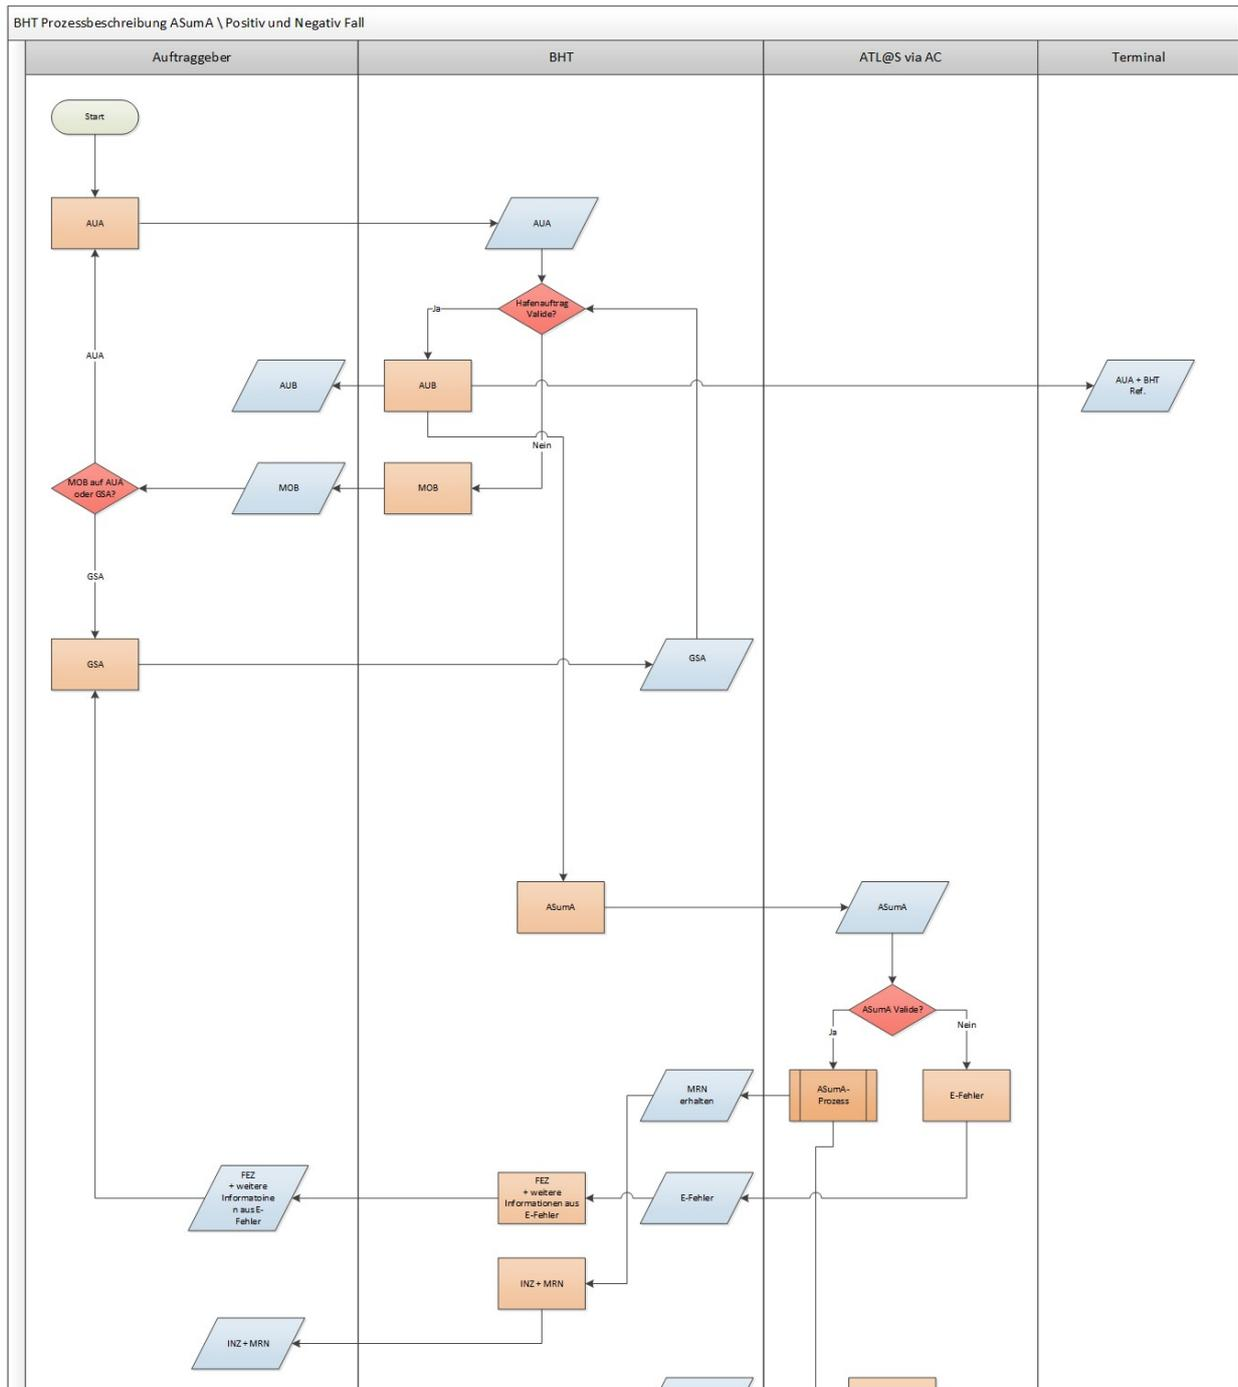 BHT Prozessbeschreibung ASumA \ Positiv und Negativ Fall
Auftraggeber
BHT
ATL@S via AC
Terminal
Start
AUA
AUA
Hafenauftrag
Valide?
Ja
AUA
AUB
AUB
AUA + BHT
Ref.
Nein
MOB auf AUA
oder GSA?
MOB
MOB
GSA
GSA
GSA
ASumA
ASumA
ASumA Valide?
Ja
Nein
MRN
erhalten
ASumA-
Prozess
E-Fehler
FEZ
+ weitere
Informatoine
n aus E-
Fehler
FEZ
+ weitere
Informationen aus
E-Fehler
E-Fehler
INZ + MRN
INZ + MRN